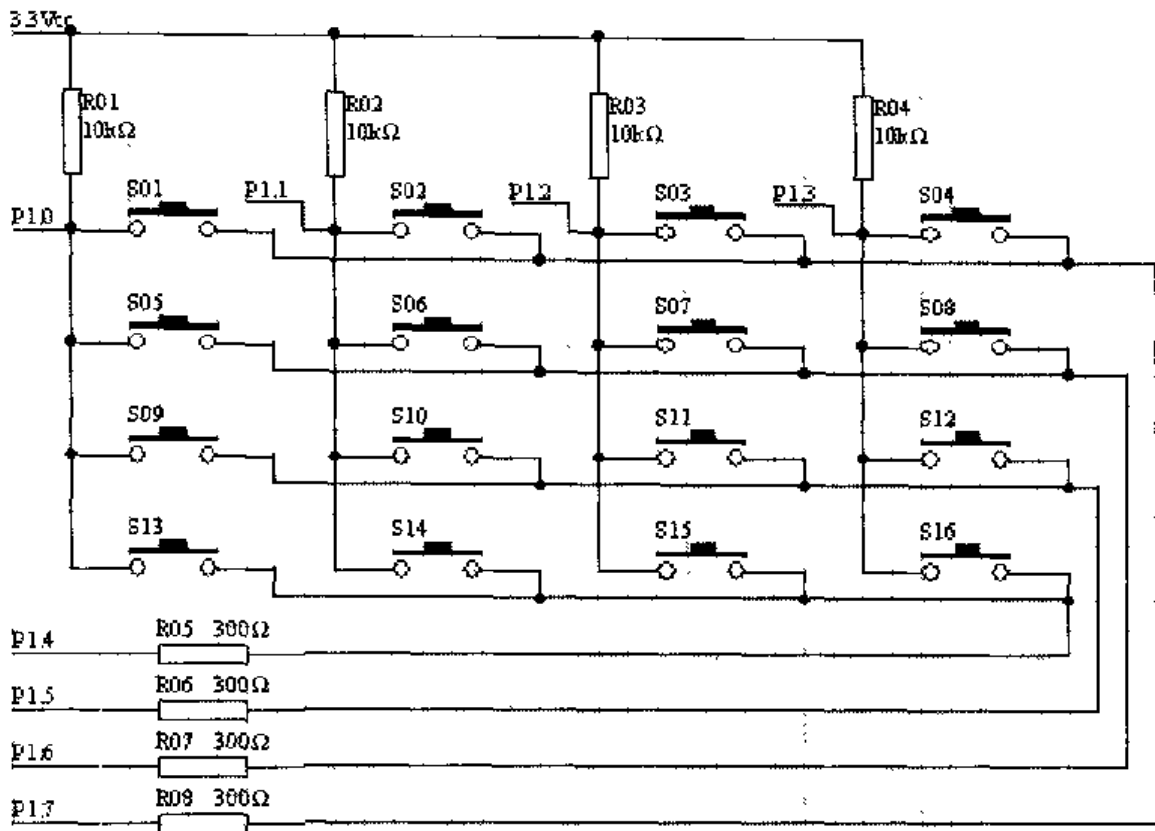 3.3Vcc
R01 R02 R03 R04
10kΩ 10kΩ 10kΩ 10kΩ
S01 P1.1 S02 P1.2 S03 P1.3 S04
P1.0
S05 S06 S07 S08
S09 S10 S11 S12
S13 S14 S15 S16
P1.4 R05 300Ω
P1.5 R06 300Ω
P1.6 R07 300Ω
P1.7 R08 300Ω